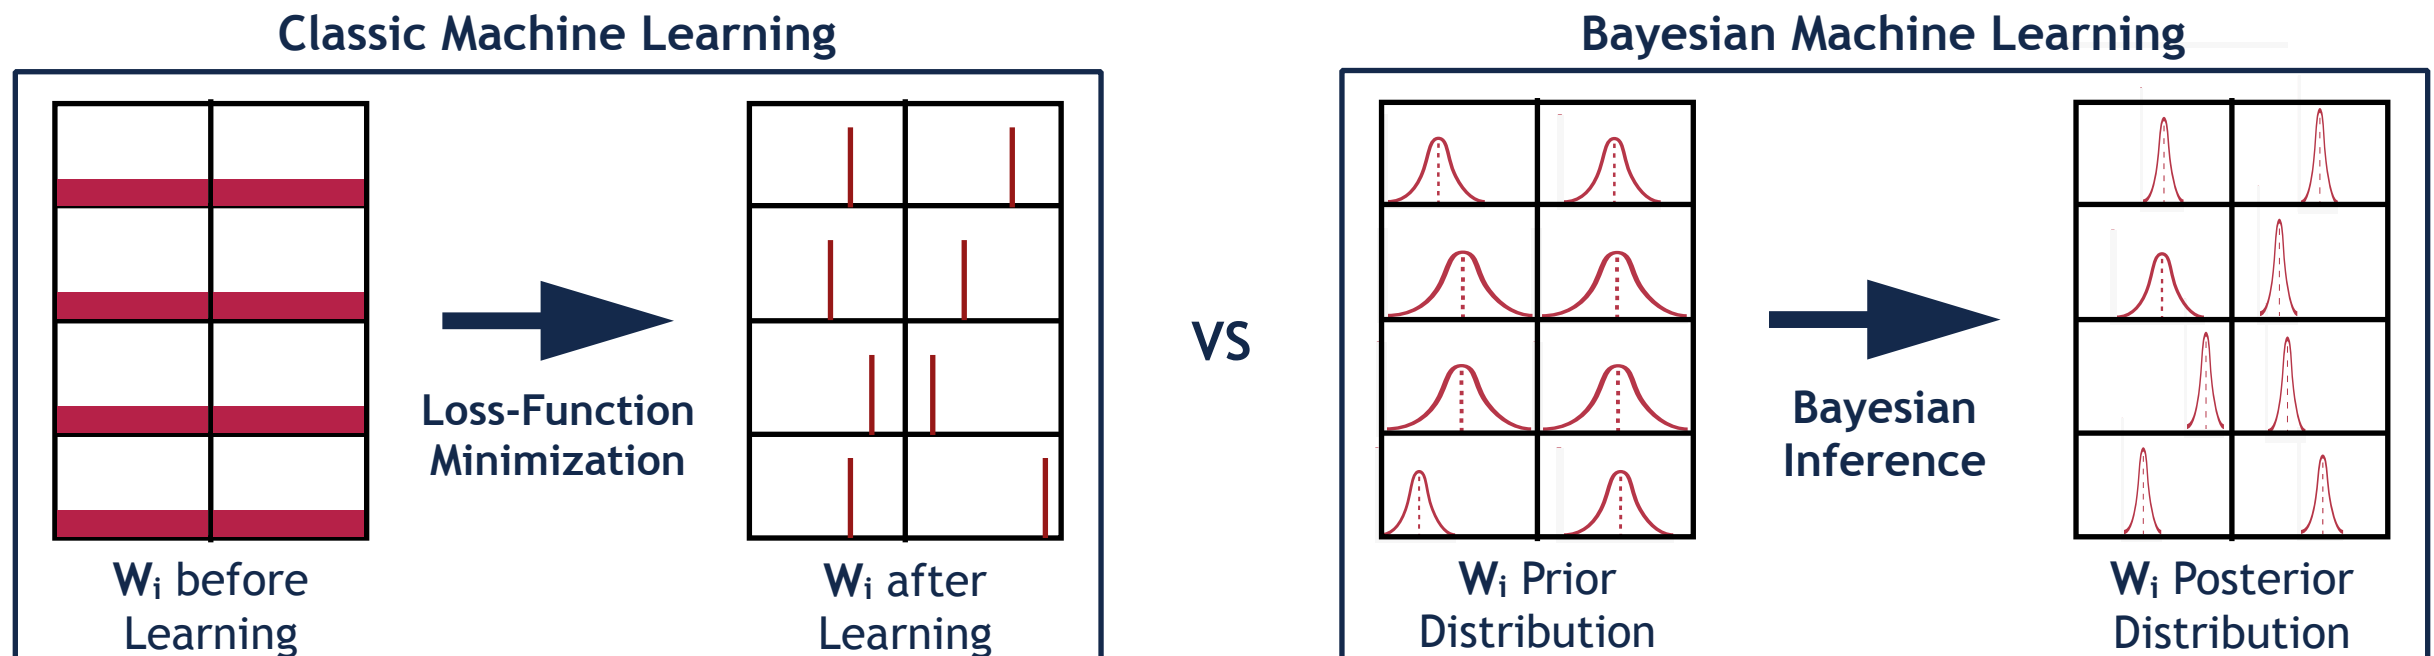 Classic Machine Learning
Bayesian Machine Learning
Loss-Function
Minimization
Wi before
Learning
Wi after
Learning
VS
Bayesian
Inference
Wi Prior
Distribution
Wi Posterior
Distribution